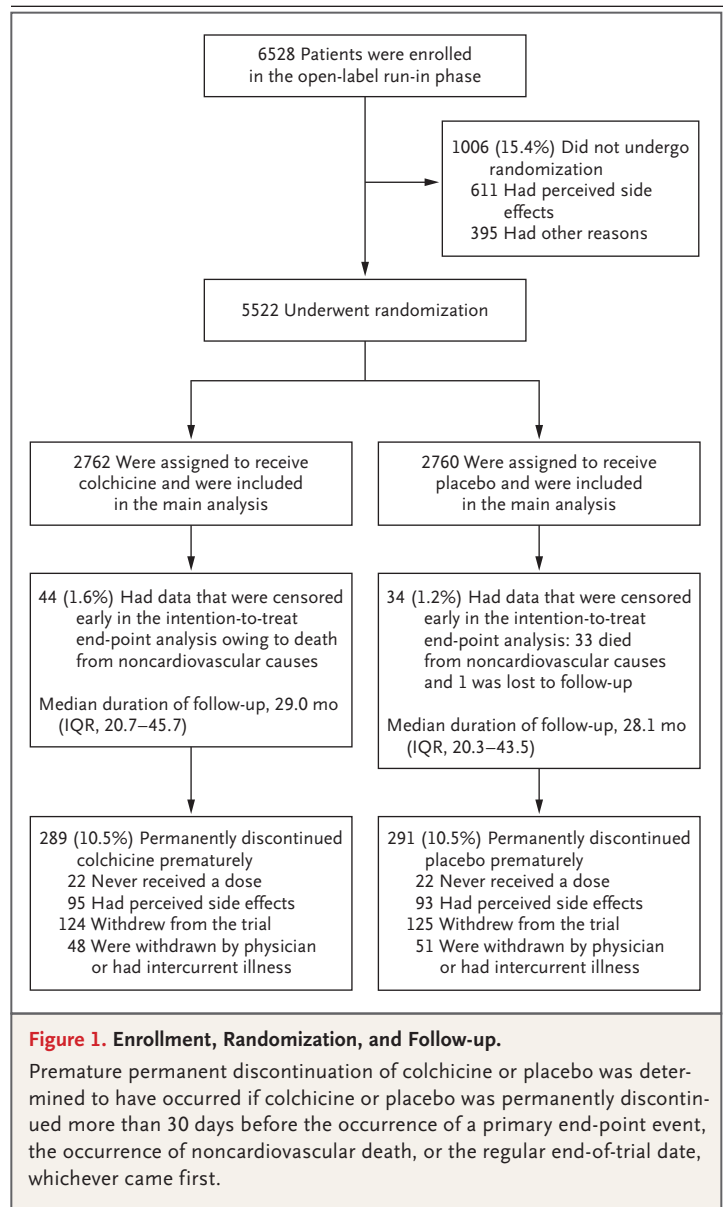 6528 Patients were enrolled
in the open-label run-in phase
1006 (15.4%) Did not undergo
randomization
611 Had perceived side
effects
395 Had other reasons
5522 Underwent randomization
2762 Were assigned to receive
colchicine and were included
in the main analysis
2760 Were assigned to receive
placebo and were included
in the main analysis
44 (1.6%) Had data that were censored
early in the intention-to-treat
end-point analysis owing to death
from noncardiovascular causes
Median duration of follow-up, 29.0 mo
(IQR, 20.7–45.7)
34 (1.2%) Had data that were censored
early in the intention-to-treat
end-point analysis: 33 died
from noncardiovascular causes
and 1 was lost to follow-up
Median duration of follow-up, 28.1 mo
(IQR, 20.3–43.5)
289 (10.5%) Permanently discontinued
colchicine prematurely
22 Never received a dose
95 Had perceived side effects
124 Withdrew from the trial
48 Were withdrawn by physician
or had intercurrent illness
291 (10.5%) Permanently discontinued
placebo prematurely
22 Never received a dose
93 Had perceived side effects
125 Withdrew from the trial
51 Were withdrawn by physician
or had intercurrent illness
Figure 1. Enrollment, Randomization, and Follow-up.
Premature permanent discontinuation of colchicine or placebo was deter-
mined to have occurred if colchicine or placebo was permanently discontin-
ued more than 30 days before the occurrence of a primary end-point event,
the occurrence of noncardiovascular death, or the regular end-of-trial date,
whichever came first.